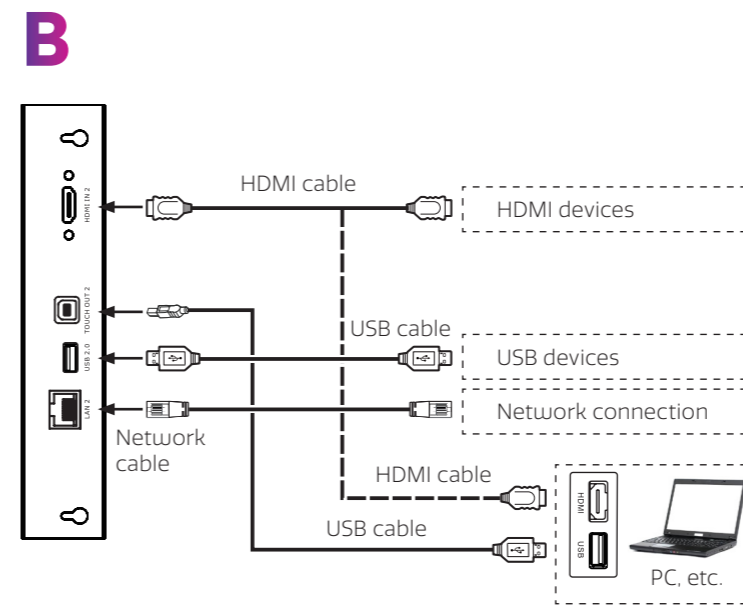 B
HDMI cable
HDMI IN 2
HDMI devices
TOUCH OUT 2
USB cable
USB 2.0
USB devices
LAN 2
Network connection
Network
cable
HDMI cable
HDMI
USB cable
USB
PC, etc.